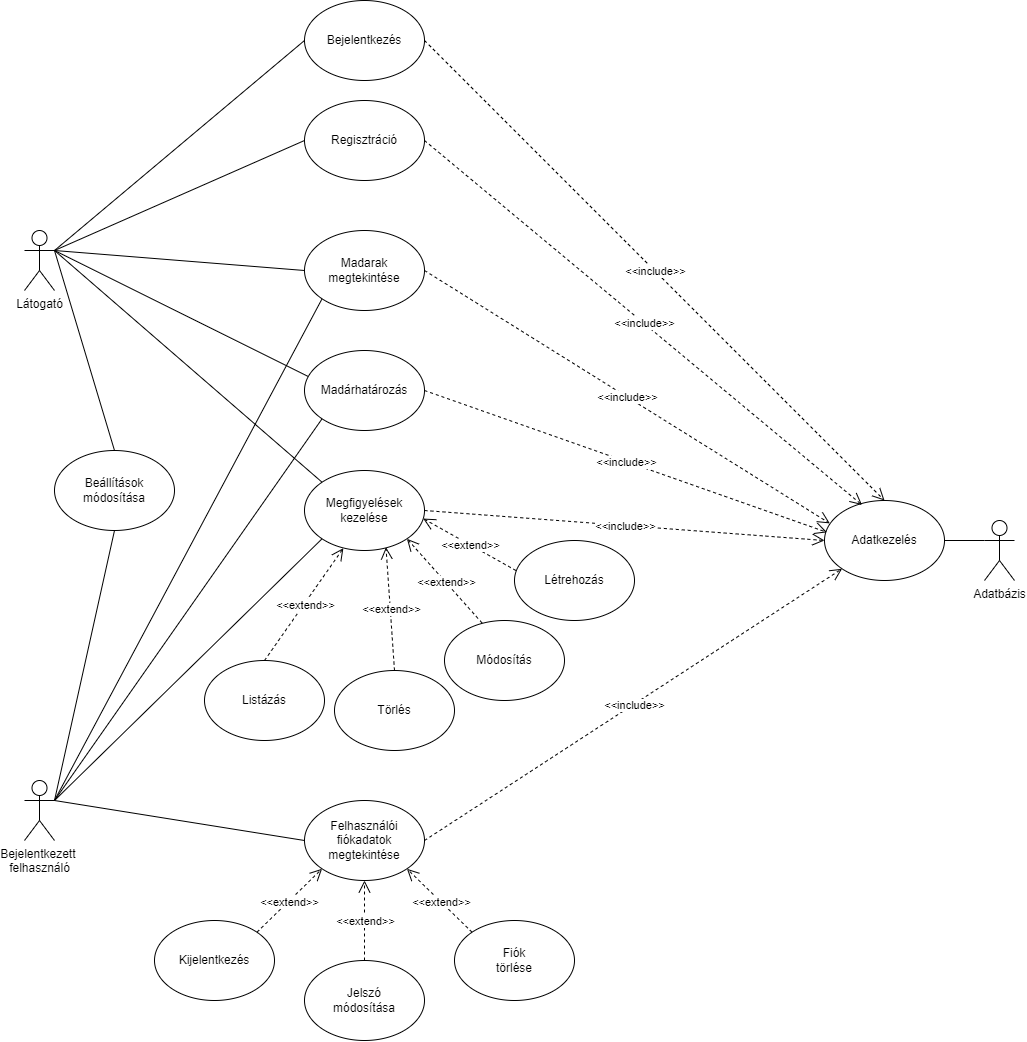 Bejelentkezés
Regisztráció
Madarak
megtekintése
<<include>>
Látogató
<<include>>
Madárhatározás
<<include>>
<<include>>
Beállítások
módosítása
Megfigyelések
kezelése
<<include>>
Adatkezelés
<<extend>>
Létrehozás
<<extend>>
Adatbázis
<<extend>>
<<extend>>
Módosítás
Listázás
Törlés
<<include>>
Bejelentkezett
felhasználó
Felhasználói
fiókadatok
megtekintése
<<extend>>
<<extend>>
<<extend>>
Kijelentkezés
Fiók
törlése
Jelszó
módosítása